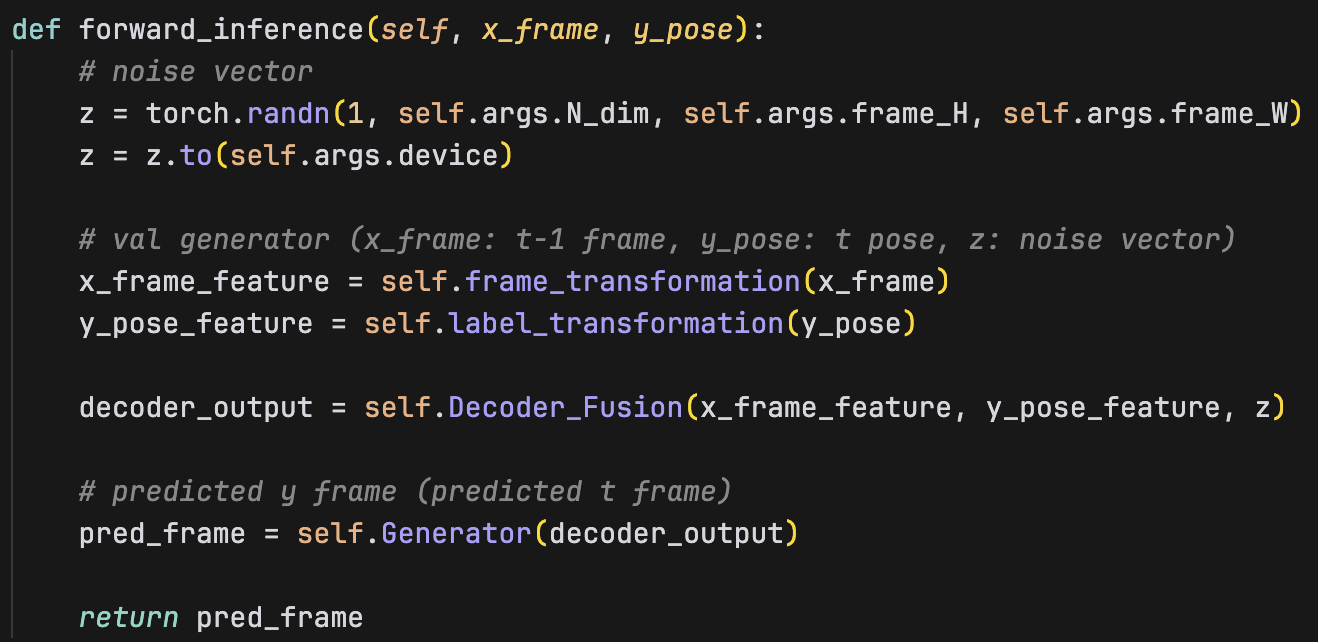 def forward_inference(self, x_frame, y_pose):
    # noise vector
    z = torch.randn(1, self.args.N_dim, self.args.frame_H, self.args.frame_W)
    z = z.to(self.args.device)

    # val generator (x_frame: t-1 frame, y_pose: t pose, z: noise vector)
    x_frame_feature = self.frame_transformation(x_frame)
    y_pose_feature = self.label_transformation(y_pose)

    decoder_output = self.Decoder_Fusion(x_frame_feature, y_pose_feature, z)

    # predicted y frame (predicted t frame)
    pred_frame = self.Generator(decoder_output)

    return pred_frame